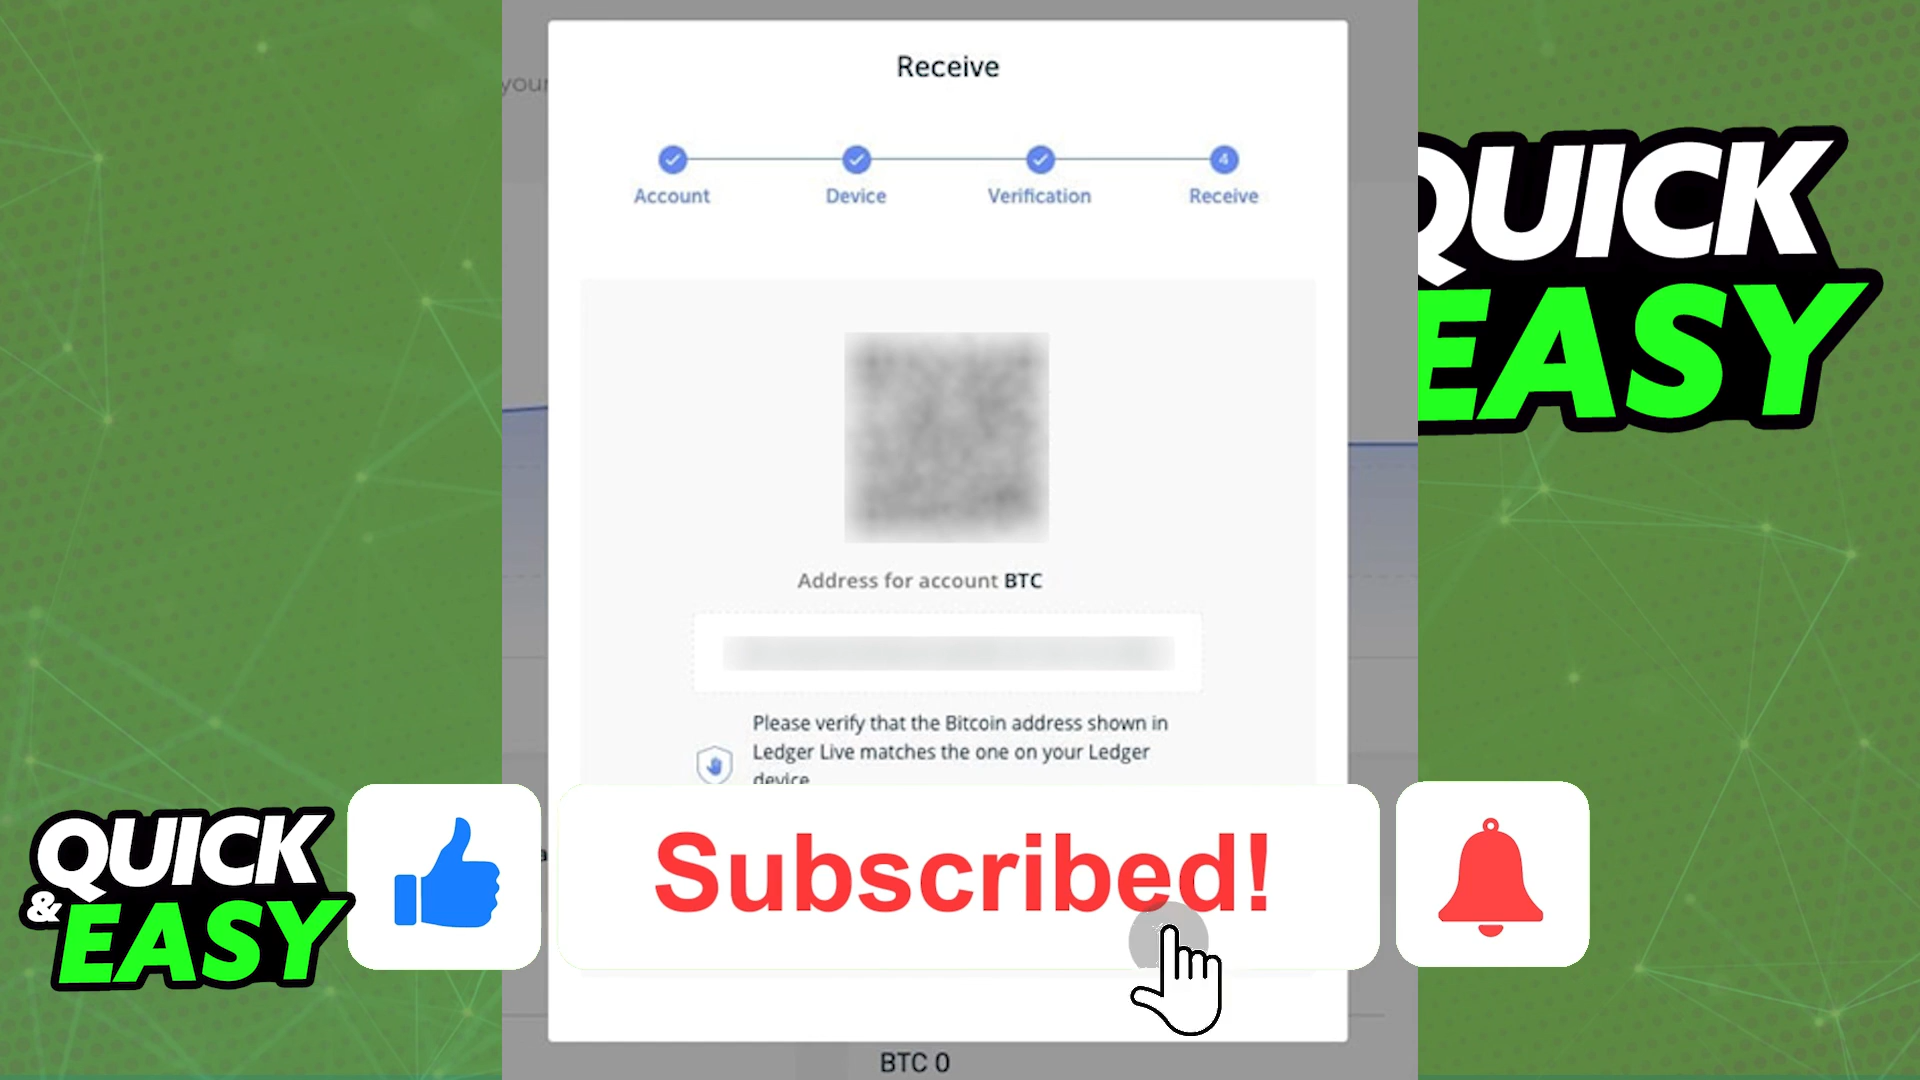 your
Receive
4
Account
Device
Verification
Receive
QUICK
EASY
Address for account BTC
Please verify that the Bitcoin address shown in
Ledger Live matches the one on your Ledger
device
QUICK
&
EASY
Subscribed!
BTC 0